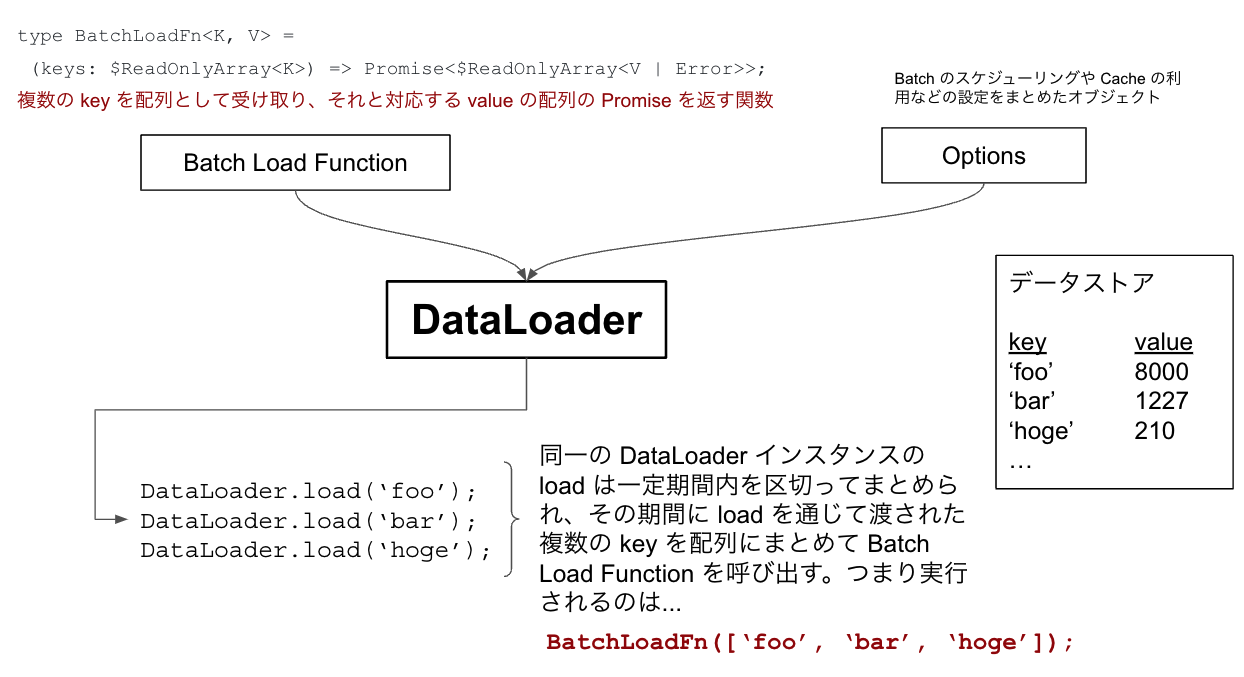 type BatchLoadFn<K, V> =
(keys: $ReadOnlyArray<K>) => Promise<$ReadOnlyArray<V | Error>>;
複数の key を配列として受け取り、それと対応する value の配列の Promise を返す関数
Batch のスケジューリングや Cache の利
用などの設定をまとめたオブジェクト
Batch Load Function
Options
DataLoader
データストア
key value
‘foo’ 8000
‘bar’ 1227
‘hoge’ 210
…
DataLoader.load(‘foo’);
DataLoader.load(‘bar’);
DataLoader.load(‘hoge’);
同一の DataLoader インスタンスの
load は一定期間内を区切ってまとめら
れ、その期間に load を通じて渡された
複数の key を配列にまとめて Batch
Load Function を呼び出す。つまり実行
されるのは...
BatchLoadFn([‘foo’, ‘bar’, ‘hoge’]);